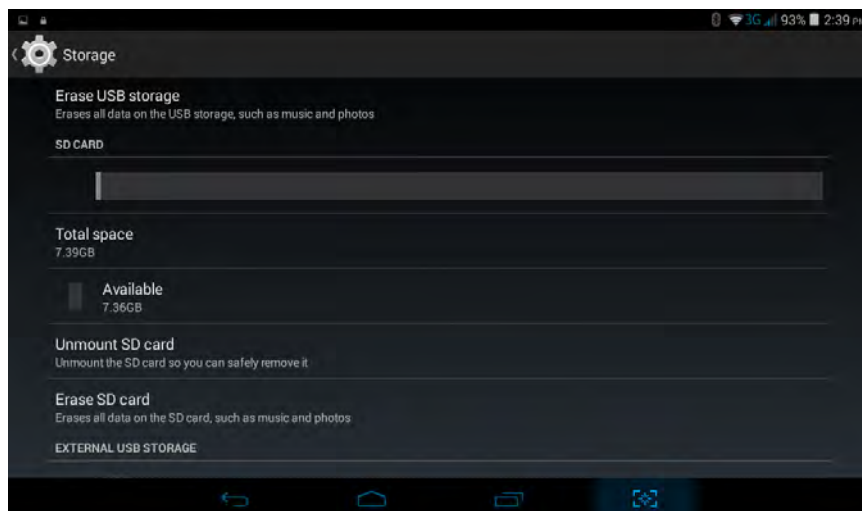 3G 93% 2:39 PM
Storage
Erase USB storage
Erases all data on the USB storage, such as music and photos
SD CARD
Total space
7.39GB
Available
7.36GB
Unmount SD card
Unmount the SD card so you can safely remove it
Erase SD card
Erases all data on the SD card, such as music and photos
EXTERNAL USB STORAGE